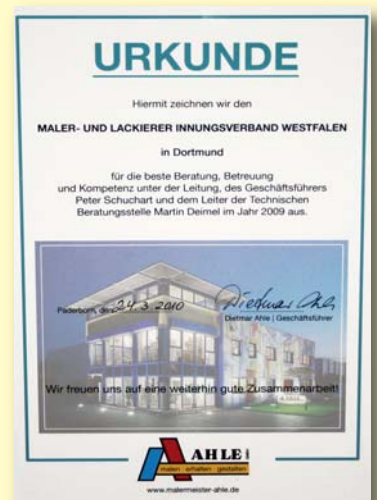 URKUNDE
Hiermit zeichnen wir den
MALER- UND LACKIERER INNUNGSVERBAND WESTFALEN
in Dortmund
für die beste Beratung, Betreuung
und Kompetenz unter der Leitung, des Geschäftsführers
Peter Schuchart und dem Leiter der Technischen
Beratungsstelle Martin Deimel im Jahr 2009 aus.
Paderborn, den 24.3.2010 Dietmar Ahle
Dietmar Ahle | Geschäftsführer
Wir freuen uns auf eine weiterhin gute Zusammenarbeit!
AHLE
malen erhalten gestalten
www.malermeister-ahle.de